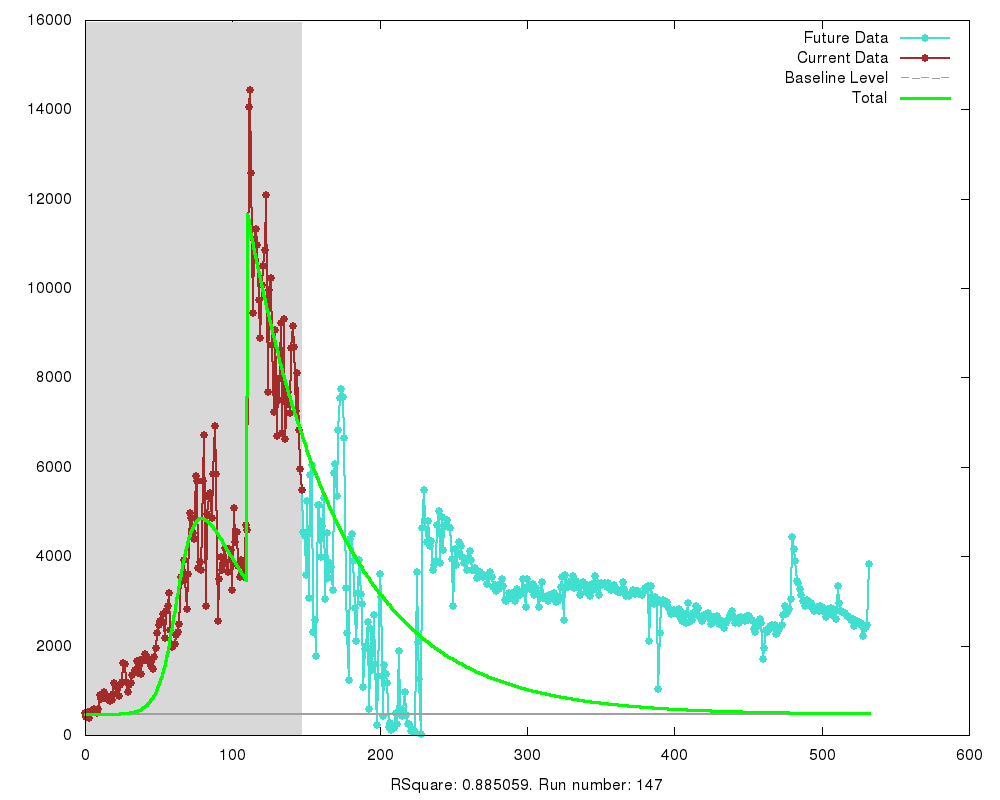 16000
14000
12000
10000
8000
6000
4000
2000
0
Future Data
Current Data
Baseline Level
Total
0 100 200 300 400 500 600
RSquare: 0.885059. Run number: 147